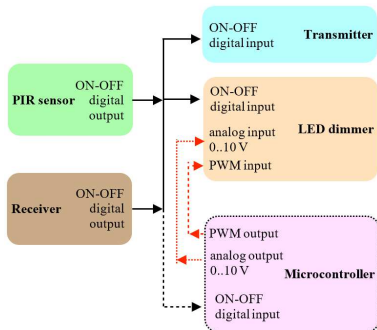 ON-OFF
digital input
Transmitter
PIR sensor
ON-OFF
digital
output
ON-OFF
digital input
analog input
0..10 V
PWM input
LED dimmer
Receiver
ON-OFF
digital
output
PWM output
analog output
0..10 V
Microcontroller
ON-OFF
digital input